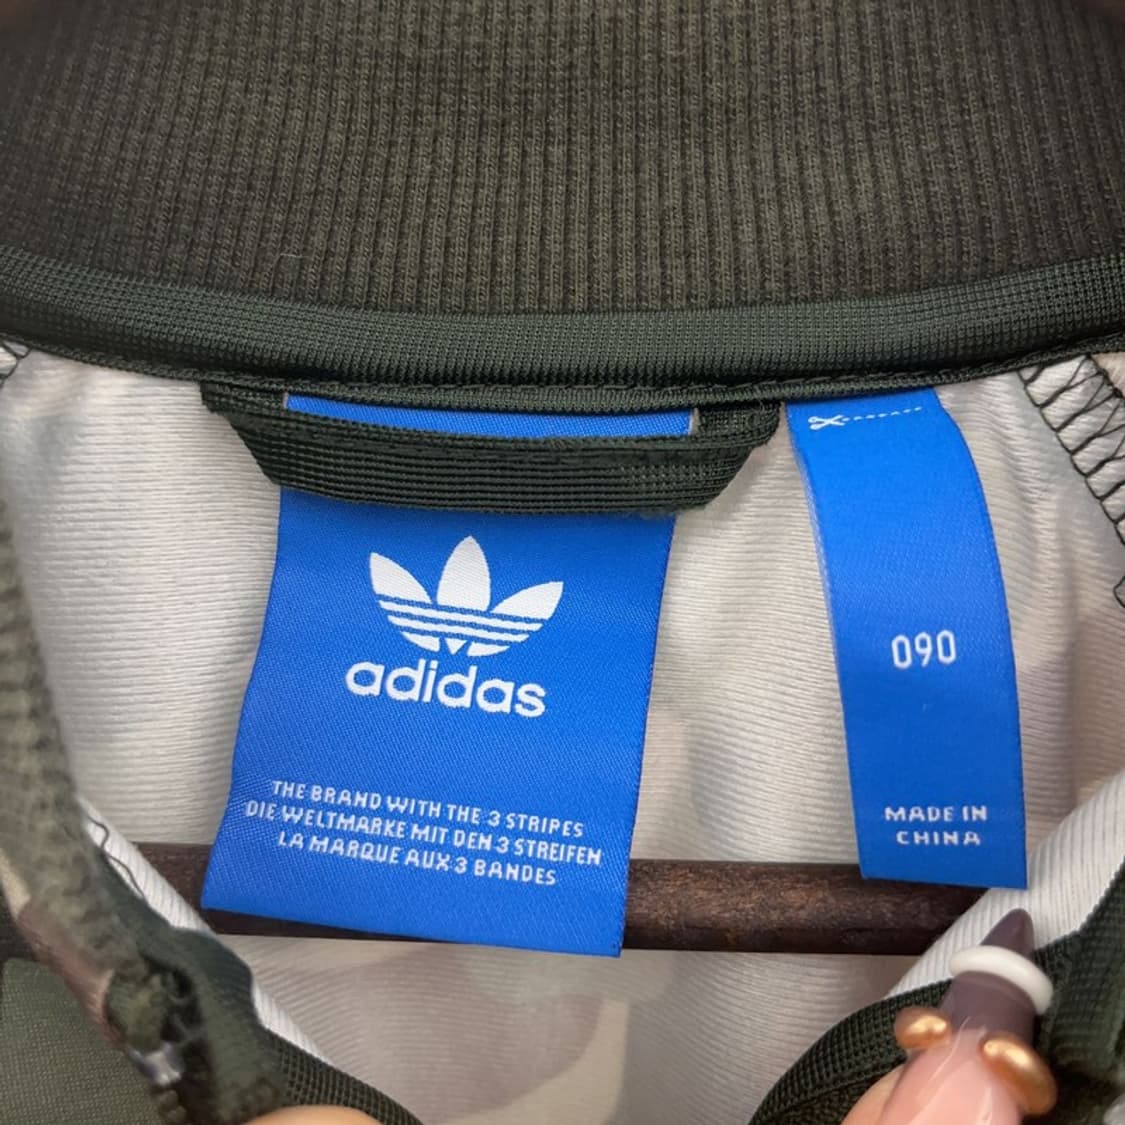 adidas
THE BRAND WITH THE 3 STRIPES
DIE WELTMARKE MIT DEN 3 STREIFEN
LA MARQUE AUX 3 BANDES
090
MADE IN
CHINA